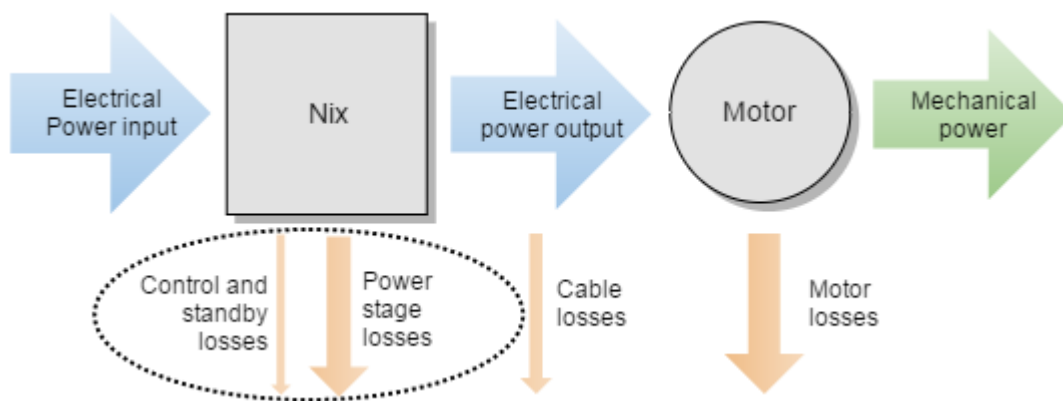 Electrical
Power input
Nix
Electrical
power output
Motor
Mechanical
power
Control and
standby
losses
Power
stage
losses
Cable
losses
Motor
losses